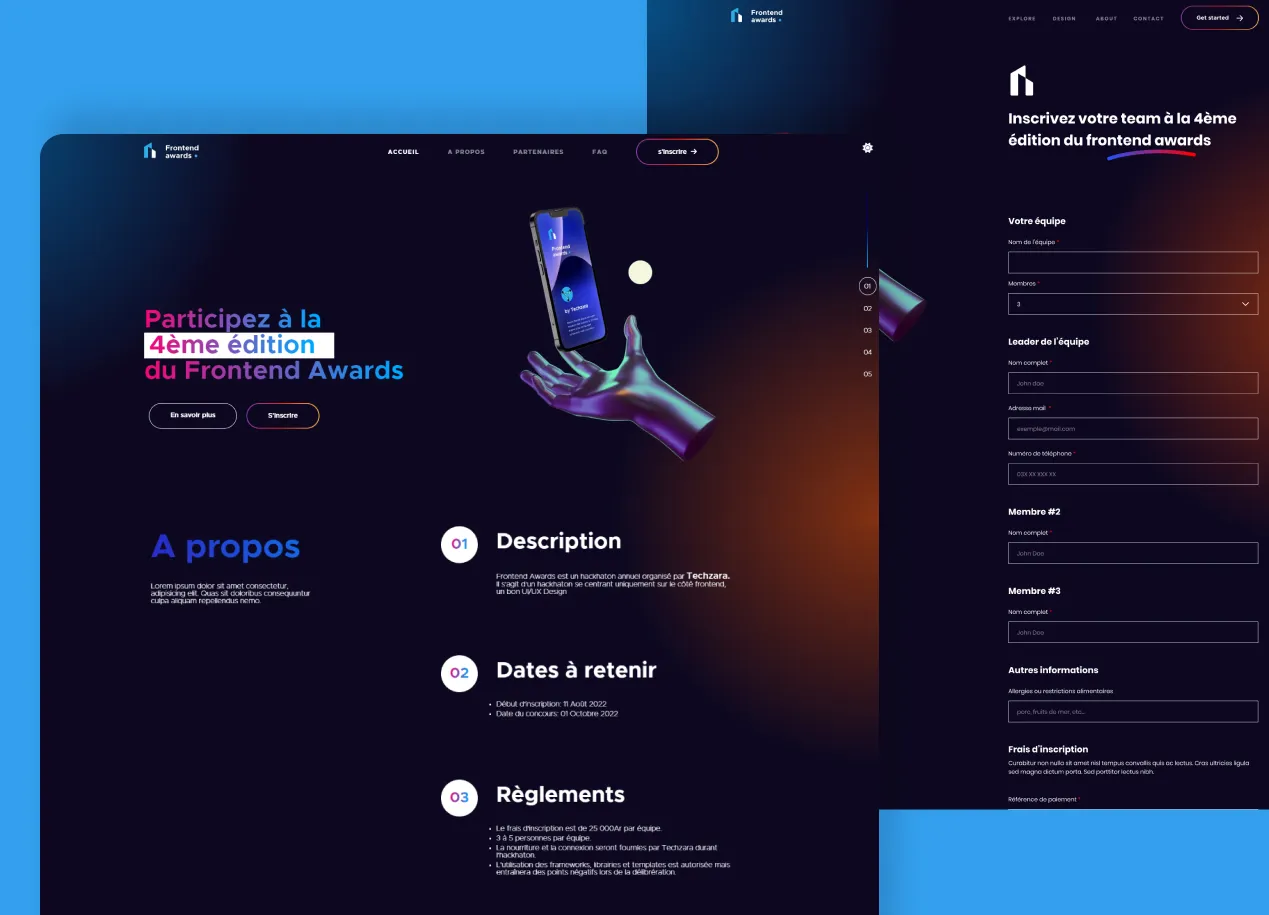 Frontend
awards
EXPLORE DESIGN ABOUT CONTACT Get started
Inscrivez votre team à la 4ème
édition du frontend awards
Votre équipe
Nom de l'équipe *
Membres *
3
Leader de l'équipe
Nom complet *
John doe
Adresse mail *
exemple@mail.com
Numéro de téléphone *
03X XX XXX XX
Membre #2
Nom complet *
John Doe
Membre #3
Nom complet *
John Doe
Autres informations
Allergies ou restrictions alimentaires
porc, fruits de mer, etc...
Frais d'inscription
Curabitur non nulla sit amet nisl tempus convallis quis ac lectus. Cras ultricies ligula
sed magna dictum porta. Sed porttitor lectus nibh.
Référence de paiement *
Frontend
awards
ACCUEIL A PROPOS PARTENAIRES FAQ s'inscrire
Frontend
awards
by Techzara
01
02
03
04
05
Participez à la
4ème édition
du Frontend Awards
En savoir plus S'inscrire
A propos
Lorem ipsum dolor sit amet consectetur,
adipisicing elit. Quas sit doloribus consequuntur
culpa aliquam repellendus nemo.
01 Description
Frontend Awards est un hackhaton annuel organisé par Techzara.
Il s'agit d'un hackhaton se centrant uniquement sur le côté frontend,
un bon UI/UX Design
02 Dates à retenir
• Début d'inscription: 11 Août 2022
• Date du concours: 01 Octobre 2022
03 Règlements
• Le frais d'inscription est de 25 000Ar par équipe.
• 3 à 5 personnes par équipe.
• La nourriture et la connexion seront fournies par Techzara durant
l'hackhaton.
• L'utilisation des frameworks, librairies et templates est autorisée mais
entraînera des points négatifs lors de la délibrération.